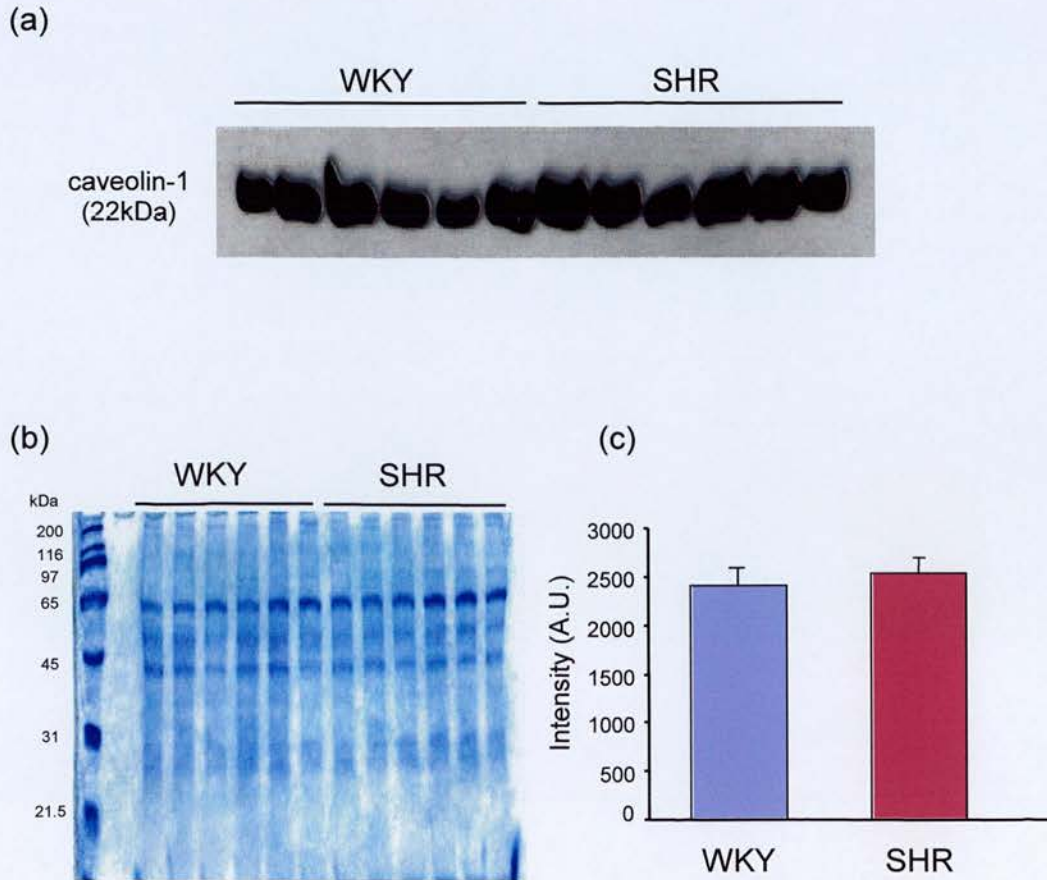 (a)
WKY SHR
caveolin-1
(22kDa)
(b)
WKY SHR
kDa
200
116
97
65
45
31
21.5
(c)
Intensity (A.U.)
3000
2500
2000
1500
1000
500
0
WKY SHR